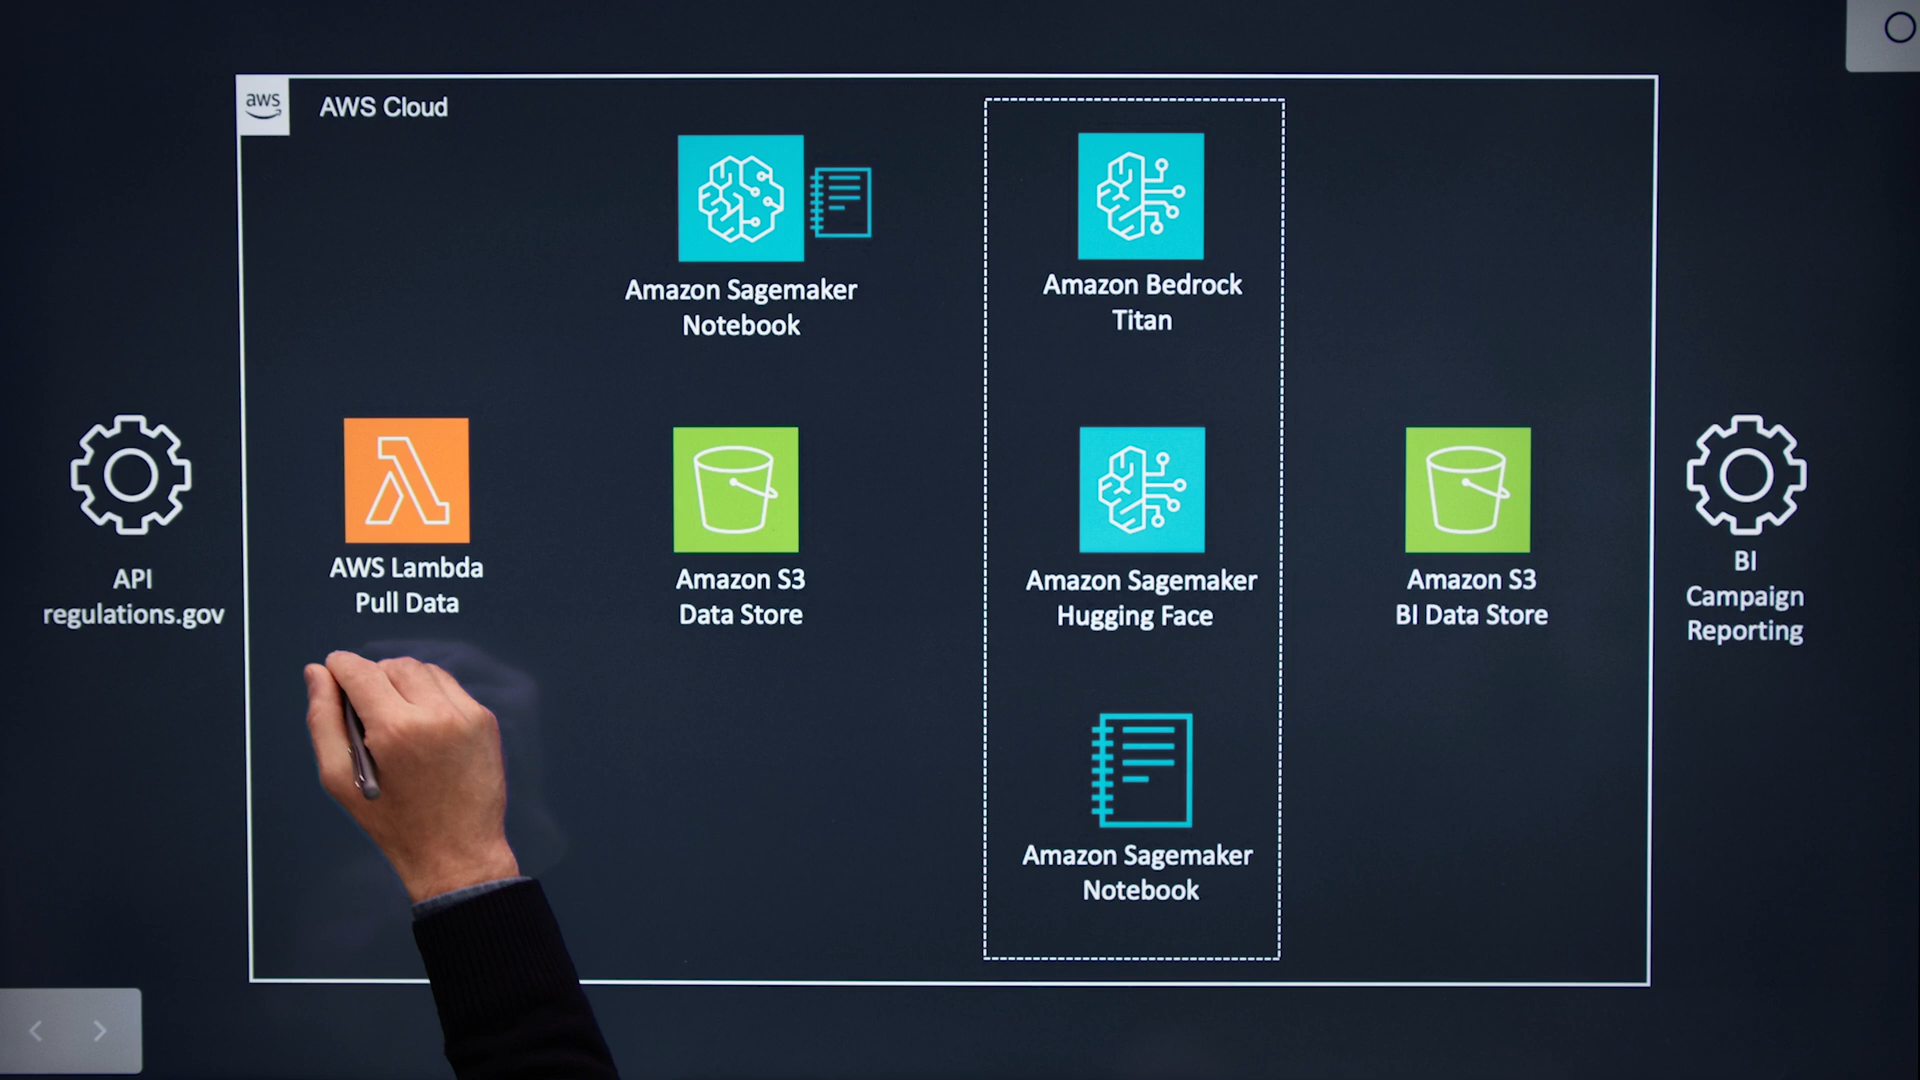 aws
AWS Cloud
Amazon Sagemaker
Notebook
Amazon Bedrock
Titan
API
regulations.gov
AWS Lambda
Pull Data
Amazon S3
Data Store
Amazon Sagemaker
Hugging Face
Amazon S3
BI Data Store
BI
Campaign
Reporting
Amazon Sagemaker
Notebook